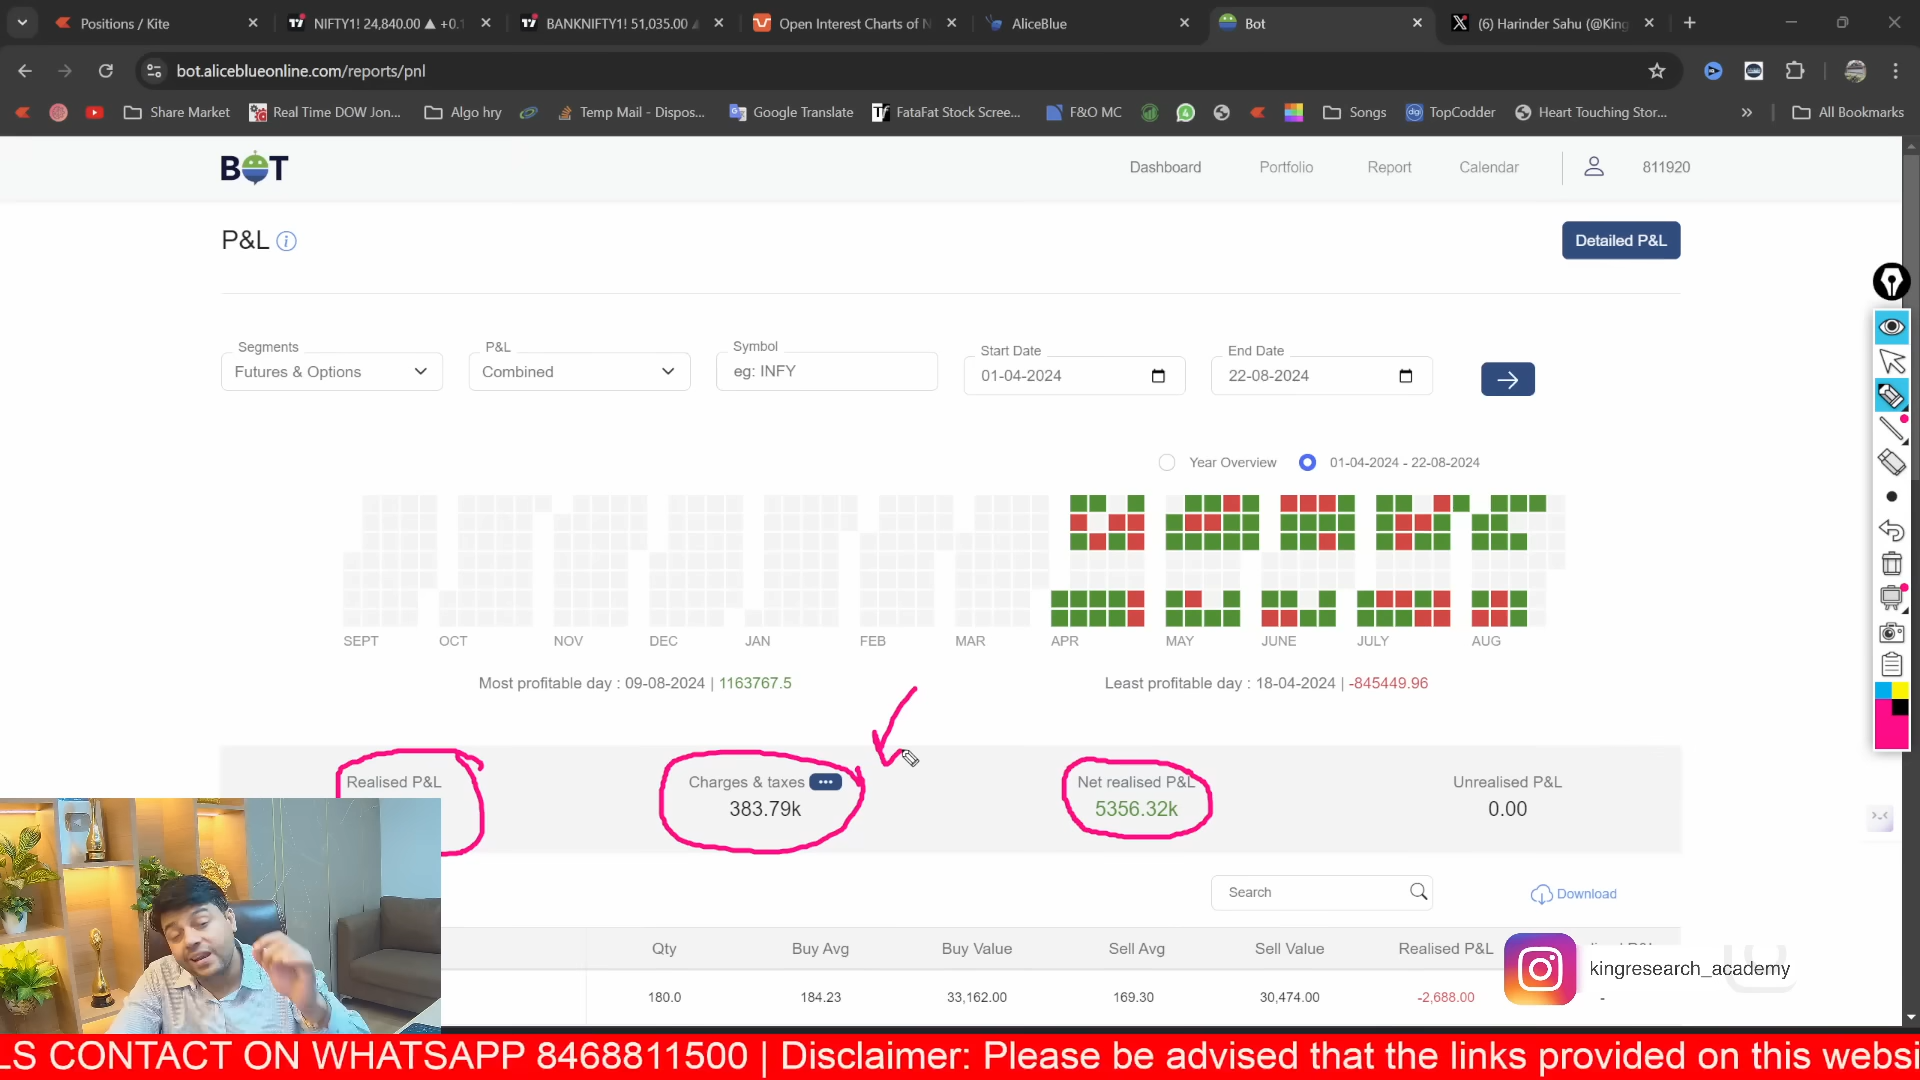 Positions / Kite
NIFTY1! 24,840.00 ▲ +0.1
BANKNIFTY1! 51,035.00
Open Interest Charts of N
AliceBlue
Bot
(6) Harinder Sahu (@King
bot.aliceblueonline.com/reports/pnl
Share Market
Real Time DOW Jon...
Algo hry
Temp Mail - Dispos...
Google Translate
FataFat Stock Scree...
F&O MC
Songs
TopCodder
Heart Touching Stor...
All Bookmarks
BOT
Dashboard
Portfolio
Report
Calendar
811920
P&L
Detailed P&L
Segments
Futures & Options
P&L
Combined
Symbol
eg: INFY
Start Date
01-04-2024
End Date
22-08-2024
Year Overview
01-04-2024 - 22-08-2024
SEPT OCT NOV DEC JAN FEB MAR APR MAY JUNE JULY AUG
Most profitable day : 09-08-2024 | 1163767.5
Least profitable day : 18-04-2024 | -845449.96
Realised P&L
Charges & taxes
383.79k
Net realised P&L
5356.32k
Unrealised P&L
0.00
Search
Download
Qty Buy Avg Buy Value Sell Avg Sell Value Realised P&L
180.0 184.23 33,162.00 169.30 30,474.00 -2,688.00 -
kingresearch_academy
LS CONTACT ON WHATSAPP 8468811500 | Disclaimer: Please be advised that the links provided on this websi